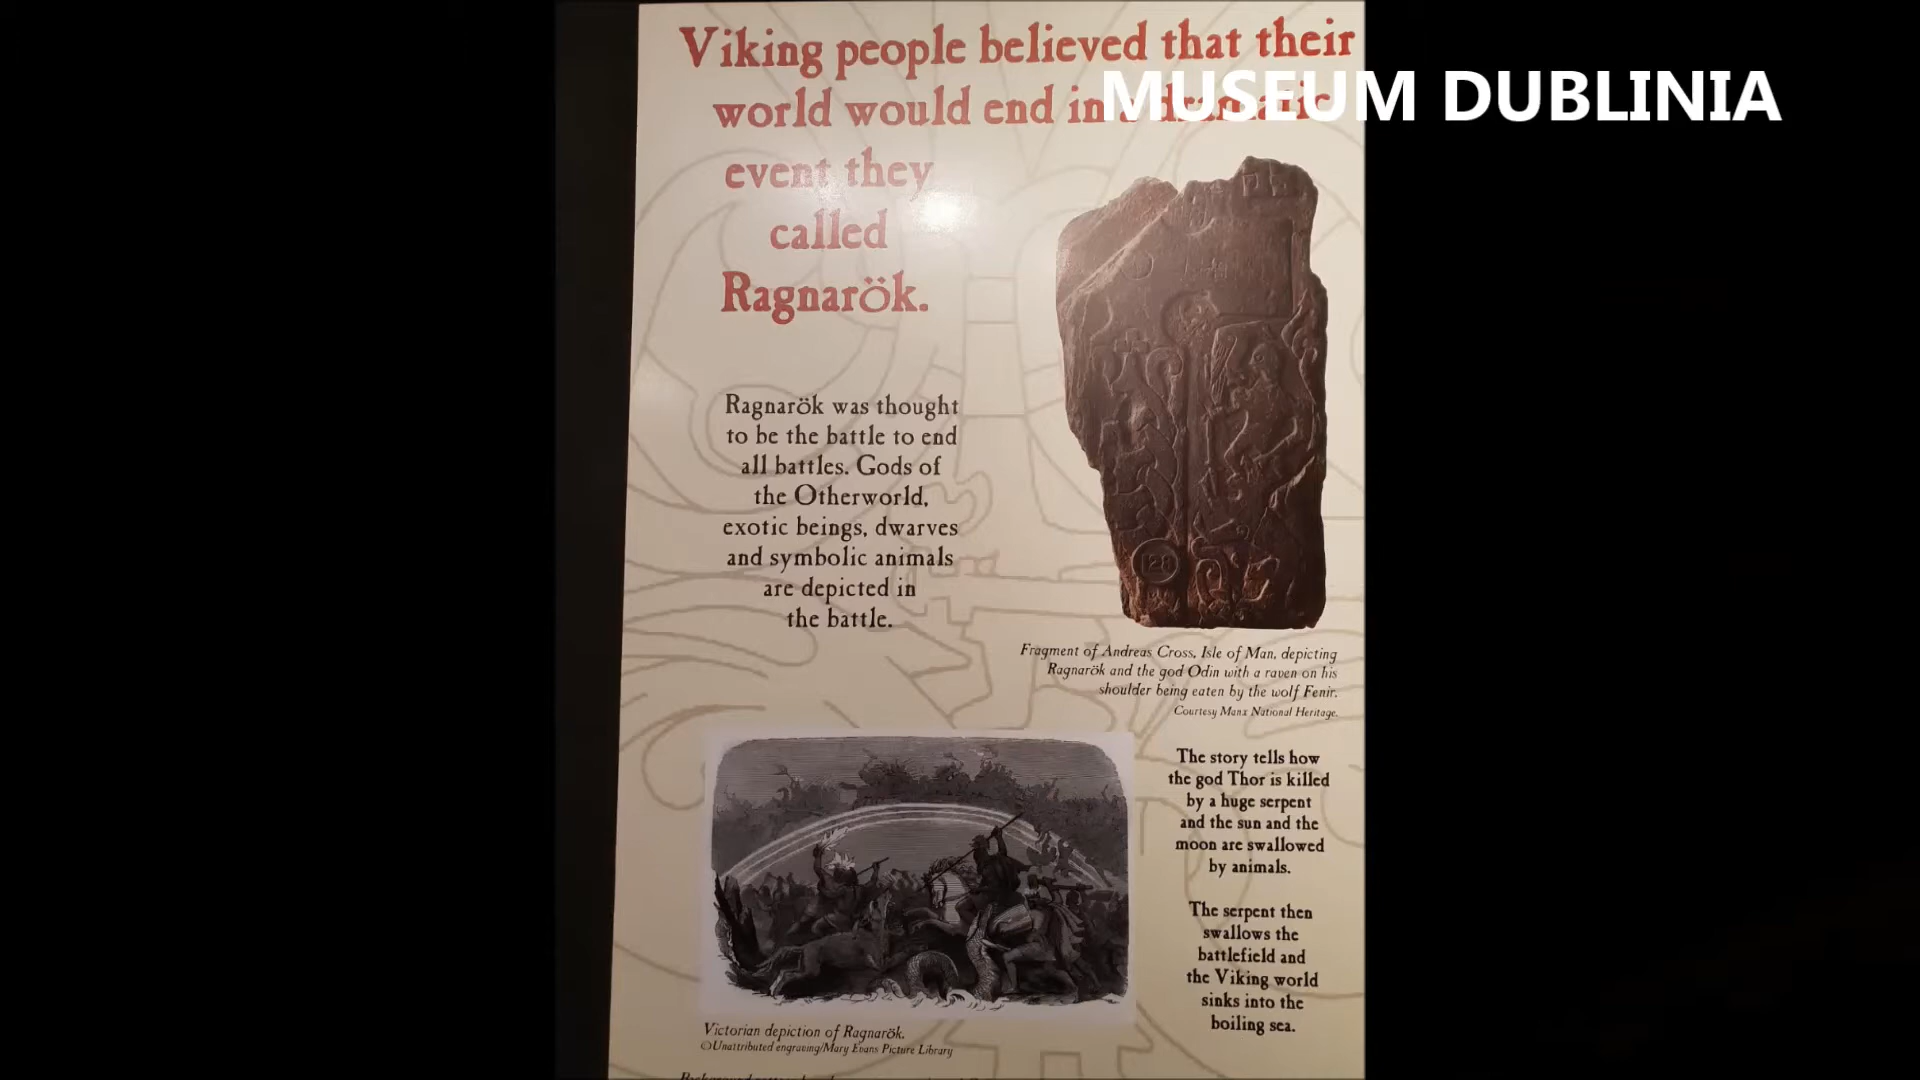 Viking people believed that their
MUSEUM DUBLINIA
world would end in a dramatic
event they
called
Ragnarök.
Ragnarök was thought
to be the battle to end
all battles. Gods of
the Otherworld,
exotic beings, dwarves
and symbolic animals
are depicted in
the battle.
128
Fragment of Andreas Cross, Isle of Man, depicting
Ragnarök and the god Odin with a raven on his
shoulder being eaten by the wolf Fenir.
Courtesy Manx National Heritage.
The story tells how
the god Thor is killed
by a huge serpent
and the sun and the
moon are swallowed
by animals.
The serpent then
swallows the
battlefield and
the Viking world
sinks into the
boiling sea.
Victorian depiction of Ragnarök.
©Unattributed engraving/Mary Evans Picture Library